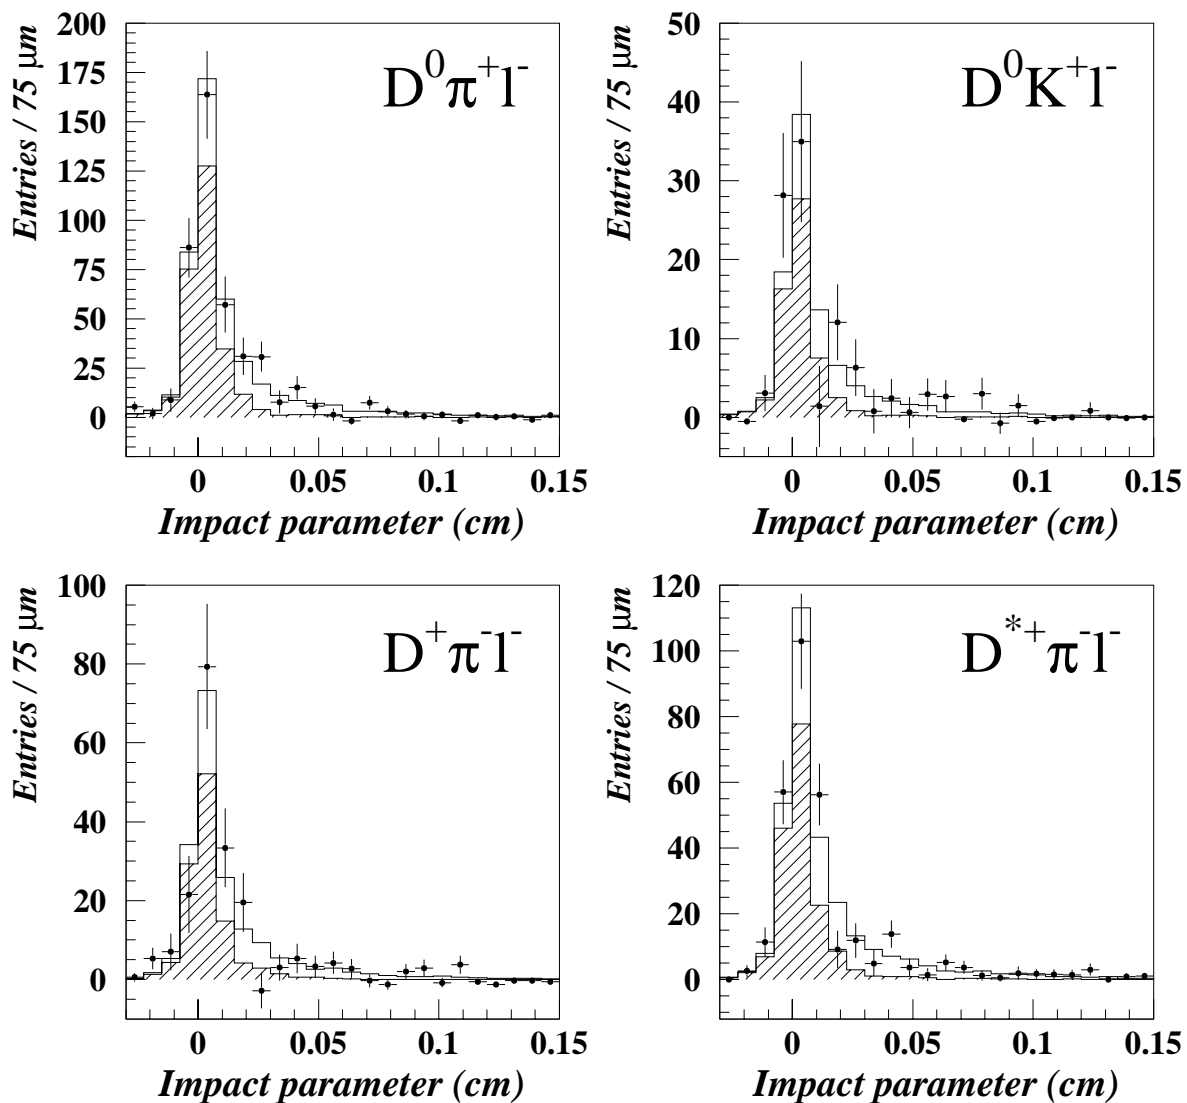 Entries / 75 μm
200
175
150
125
100
75
50
25
0
D⁰π⁺l⁻
0 0.05 0.1 0.15
Impact parameter (cm)
Entries / 75 μm
50
40
30
20
10
0
D⁰K⁺l⁻
0 0.05 0.1 0.15
Impact parameter (cm)
Entries / 75 μm
100
80
60
40
20
0
D⁺π⁻l⁻
0 0.05 0.1 0.15
Impact parameter (cm)
Entries / 75 μm
120
100
80
60
40
20
0
D*⁺π⁻l⁻
0 0.05 0.1 0.15
Impact parameter (cm)